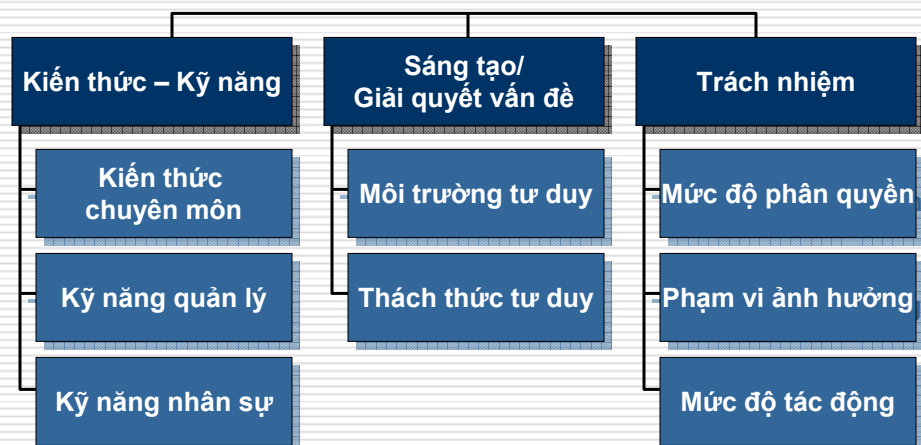 Kiến thức – Kỹ năng
Kiến thức
chuyên môn
Kỹ năng quản lý
Kỹ năng nhân sự
Sáng tạo/
Giải quyết vấn đề
Môi trường tư duy
Thách thức tư duy
Trách nhiệm
Mức độ phân quyền
Phạm vi ảnh hưởng
Mức độ tác động